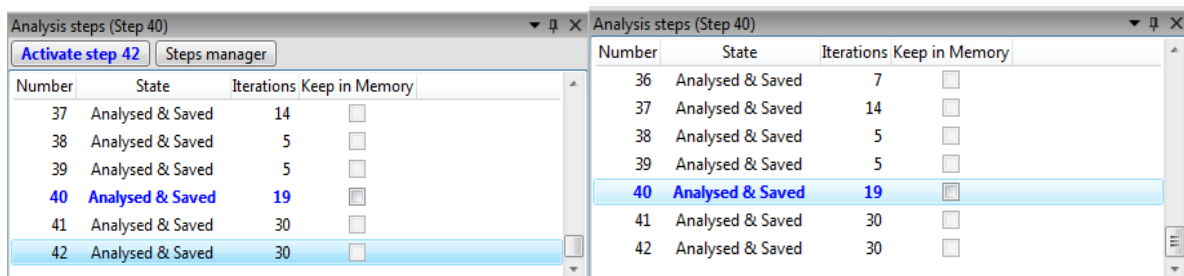 Analysis steps (Step 40)
Activate step 42 Steps manager
Number State Iterations Keep in Memory
37 Analysed & Saved 14
38 Analysed & Saved 5
39 Analysed & Saved 5
40 Analysed & Saved 19
41 Analysed & Saved 30
42 Analysed & Saved 30
Analysis steps (Step 40)
Number State Iterations Keep in Memory
36 Analysed & Saved 7
37 Analysed & Saved 14
38 Analysed & Saved 5
39 Analysed & Saved 5
40 Analysed & Saved 19
41 Analysed & Saved 30
42 Analysed & Saved 30